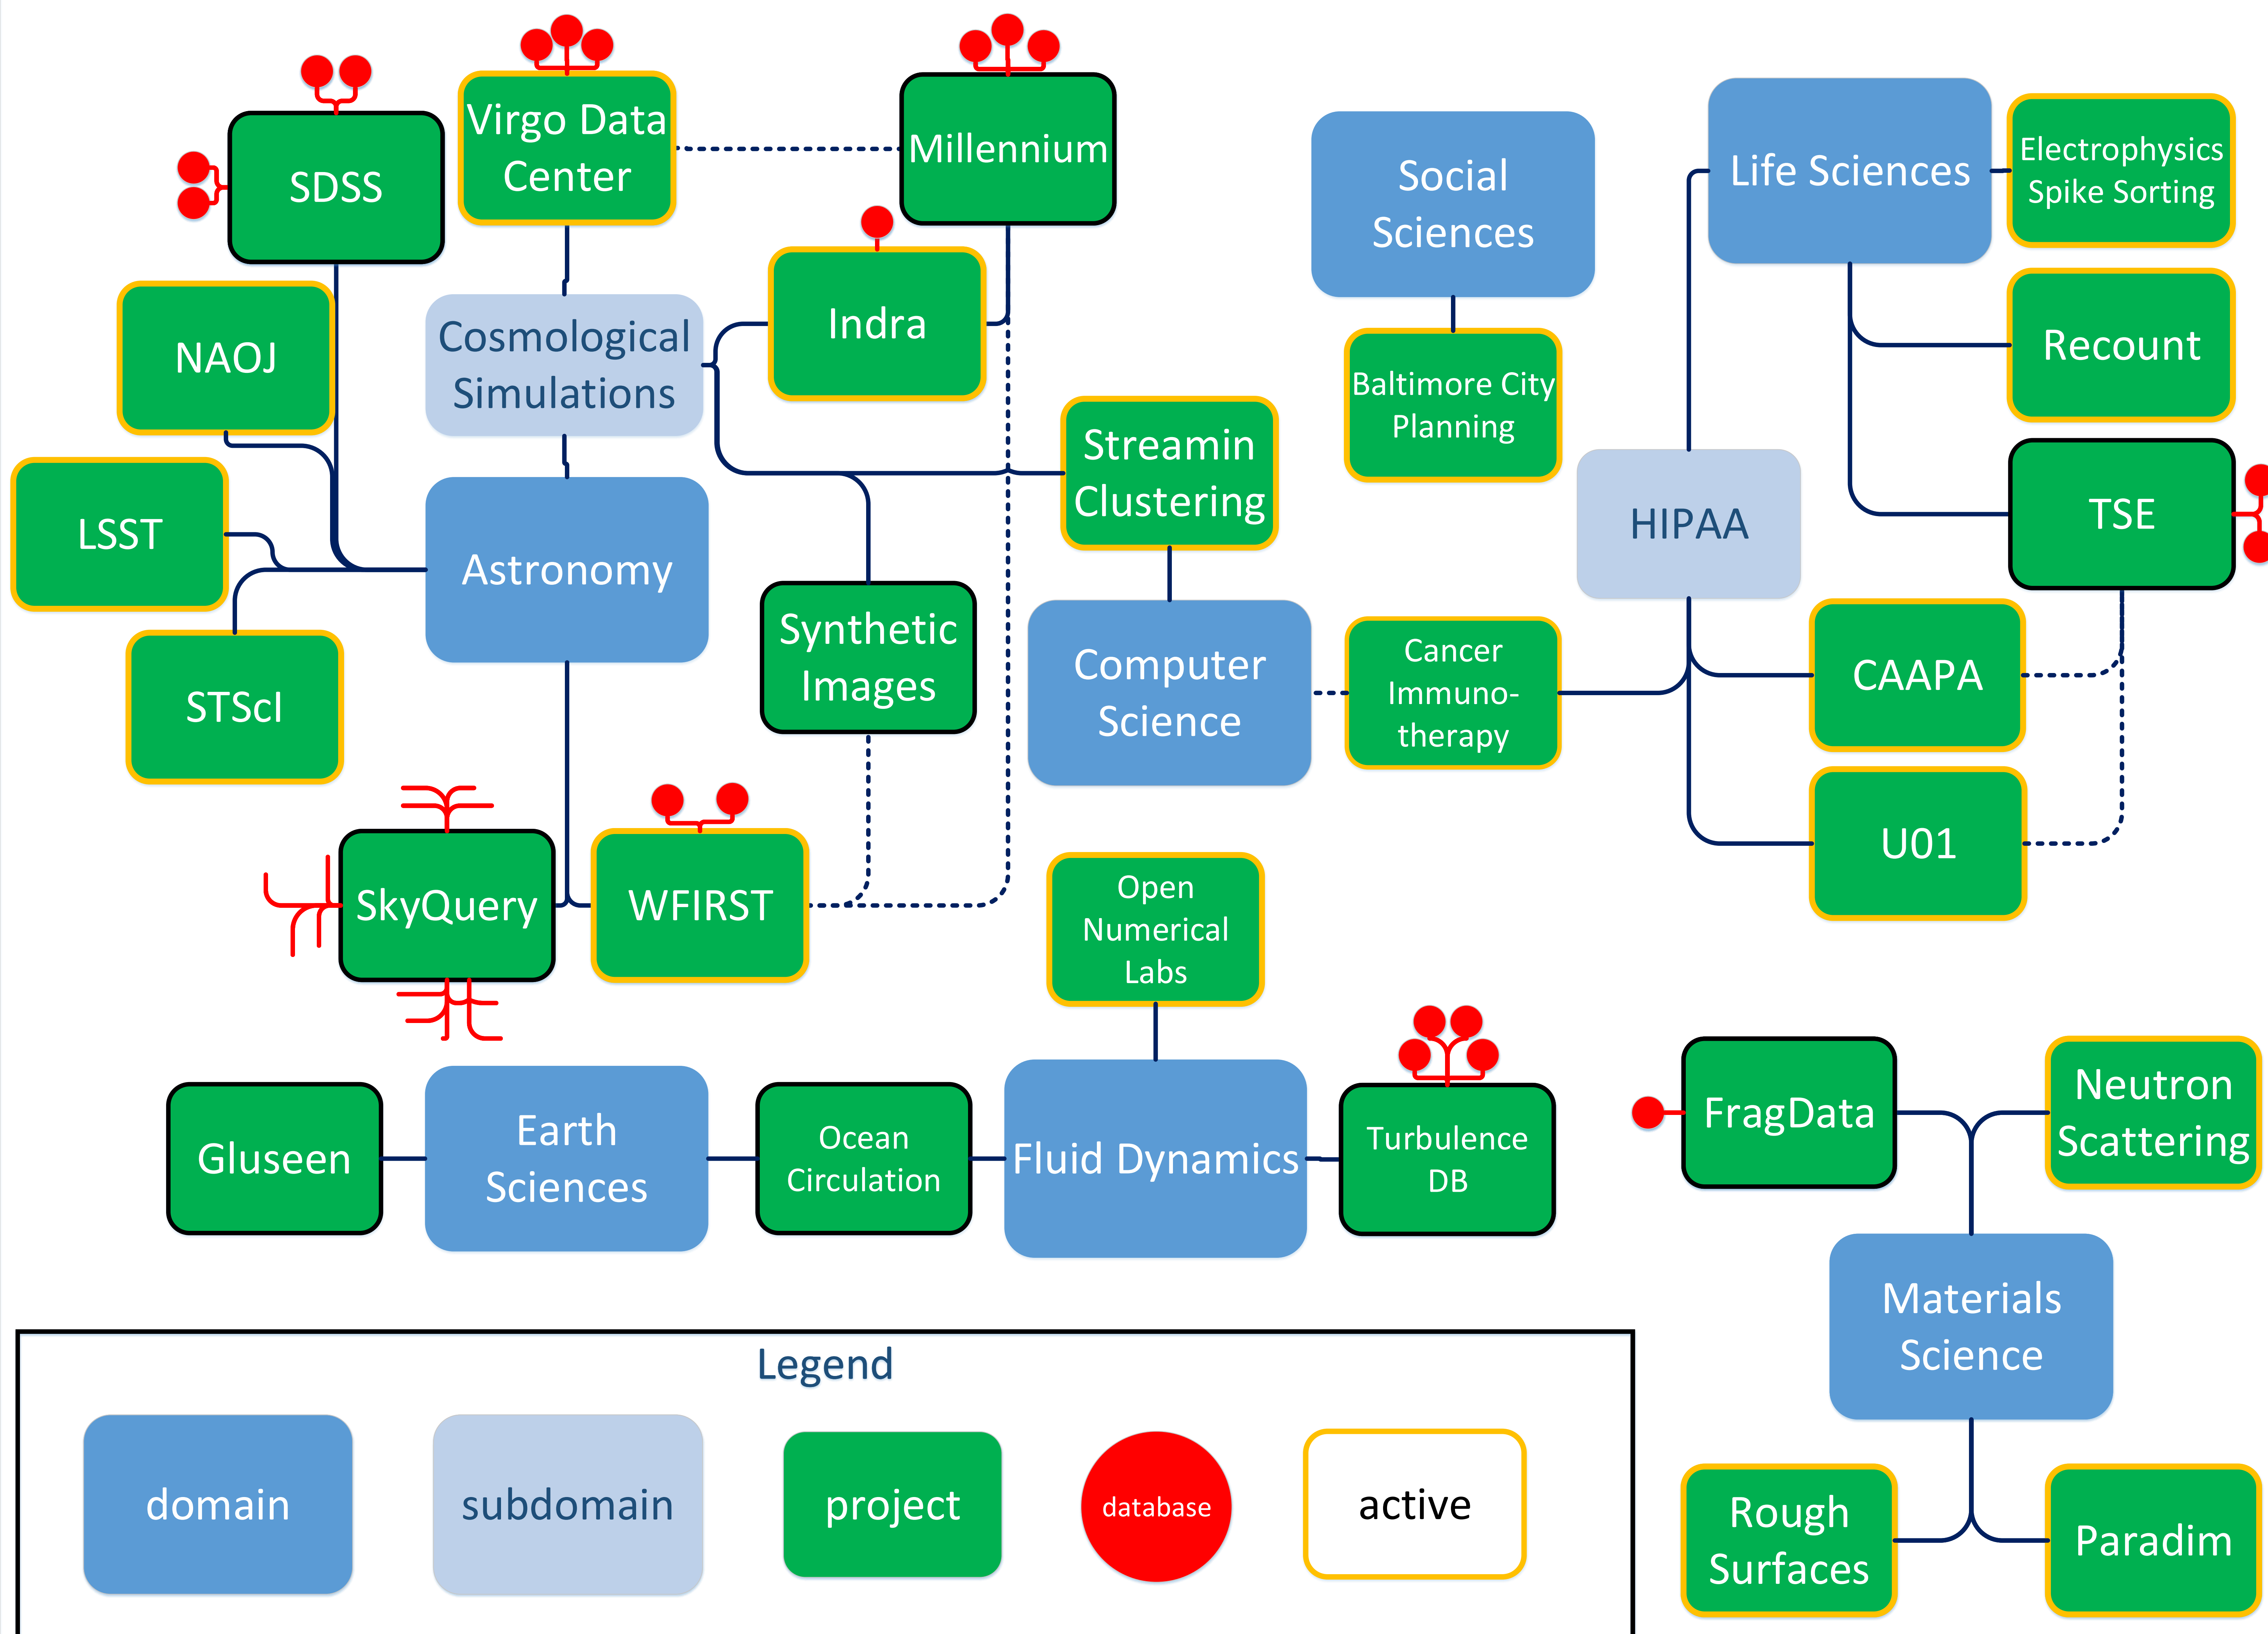 Virgo Data
Center
Millennium
SDSS
Social
Sciences
Life Sciences
Electrophysics
Spike Sorting
NAOJ
Cosmological
Simulations
Indra
Baltimore City
Planning
Recount
LSST
Astronomy
Streamin
Clustering
HIPAA
TSE
STScI
Synthetic
Images
Computer
Science
Cancer
Immuno-
therapy
CAAPA
U01
SkyQuery
WFIRST
Open
Numerical
Labs
Gluseen
Earth
Sciences
Ocean
Circulation
Fluid Dynamics
Turbulence
DB
FragData
Neutron
Scattering
Materials
Science
Rough
Surfaces
Paradim
Legend
domain
subdomain
project
database
active